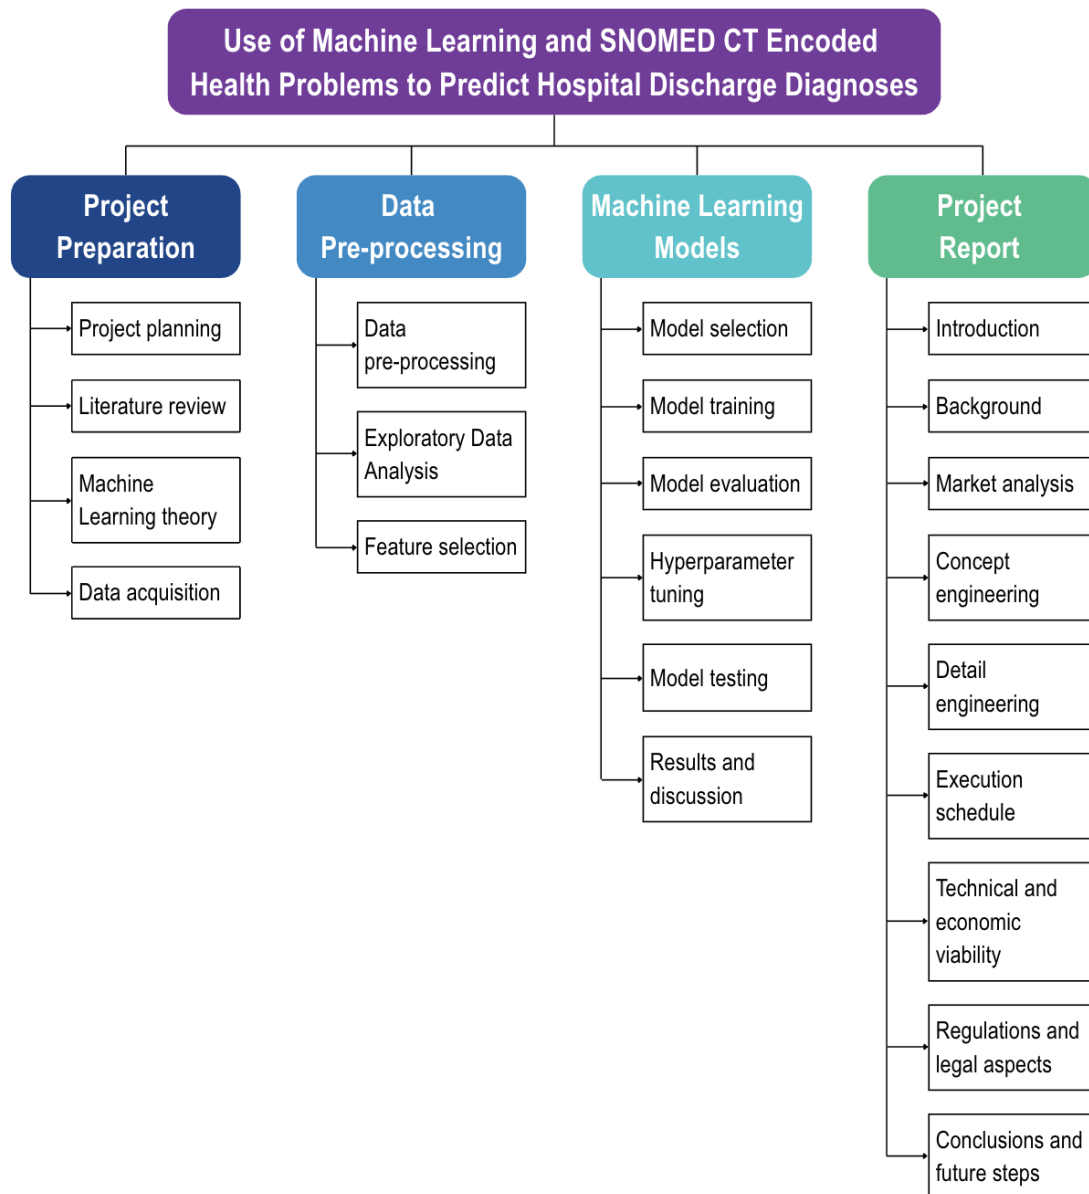 Use of Machine Learning and SNOMED CT Encoded
Health Problems to Predict Hospital Discharge Diagnoses
Project
Preparation
Project planning
Literature review
Machine
Learning theory
Data acquisition
Data
Pre-processing
Data
pre-processing
Exploratory Data
Analysis
Feature selection
Machine Learning
Models
Model selection
Model training
Model evaluation
Hyperparameter
tuning
Model testing
Results and
discussion
Project
Report
Introduction
Background
Market analysis
Concept
engineering
Detail
engineering
Execution
schedule
Technical and
economic
viability
Regulations and
legal aspects
Conclusions and
future steps